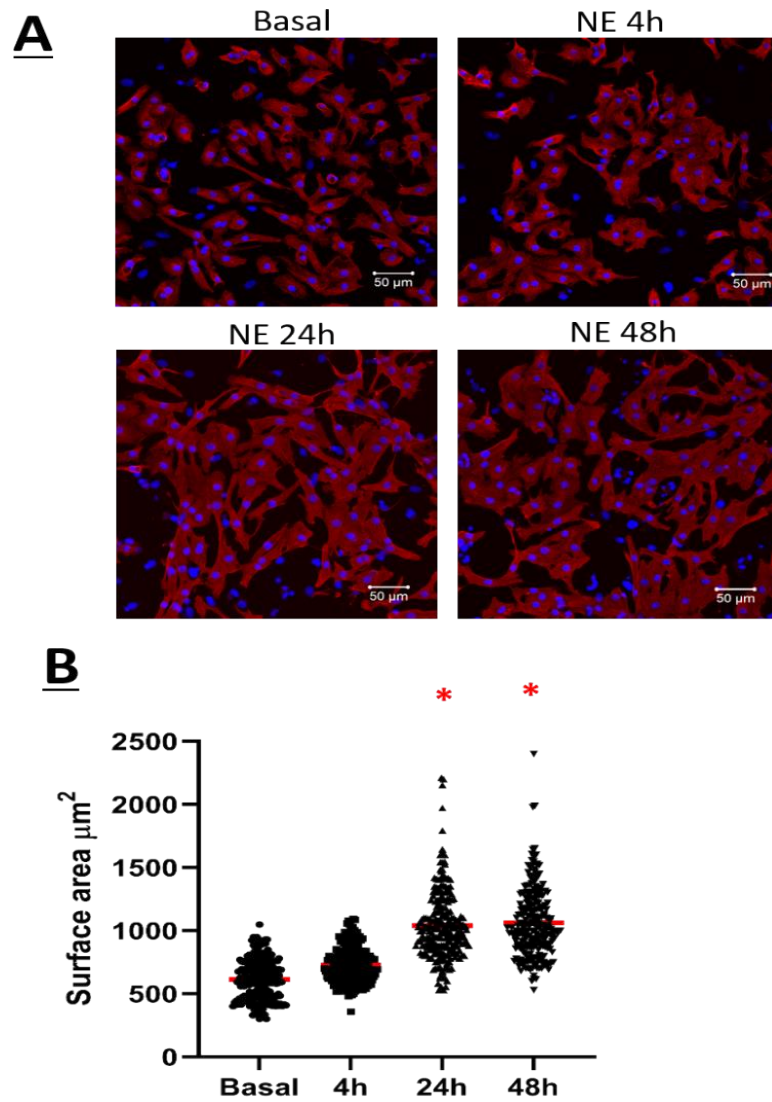 A
Basal
NE 4h
50 µm
50 µm
NE 24h
NE 48h
50 µm
50 µm
B
* *
2500
2000
1500
1000
500
0
Surface area µm²
Basal 4h 24h 48h